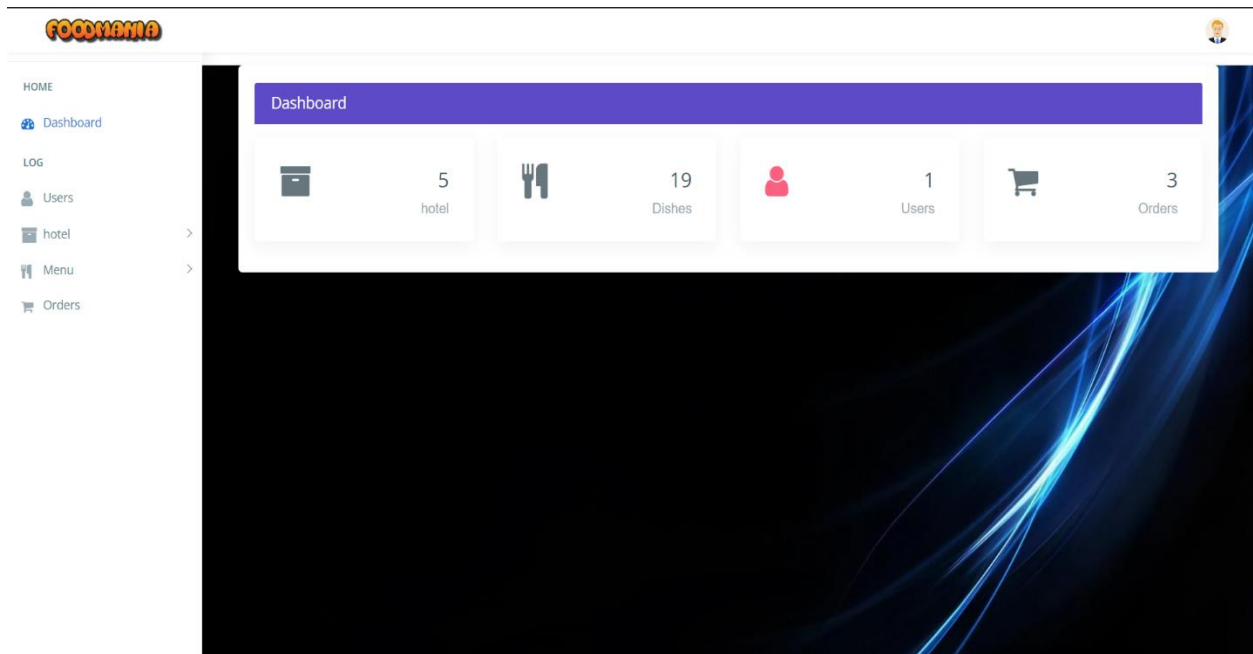 FOODMANIA
HOME
Dashboard
LOG
Users
hotel
Menu
Orders
Dashboard
5
hotel
19
Dishes
1
Users
3
Orders